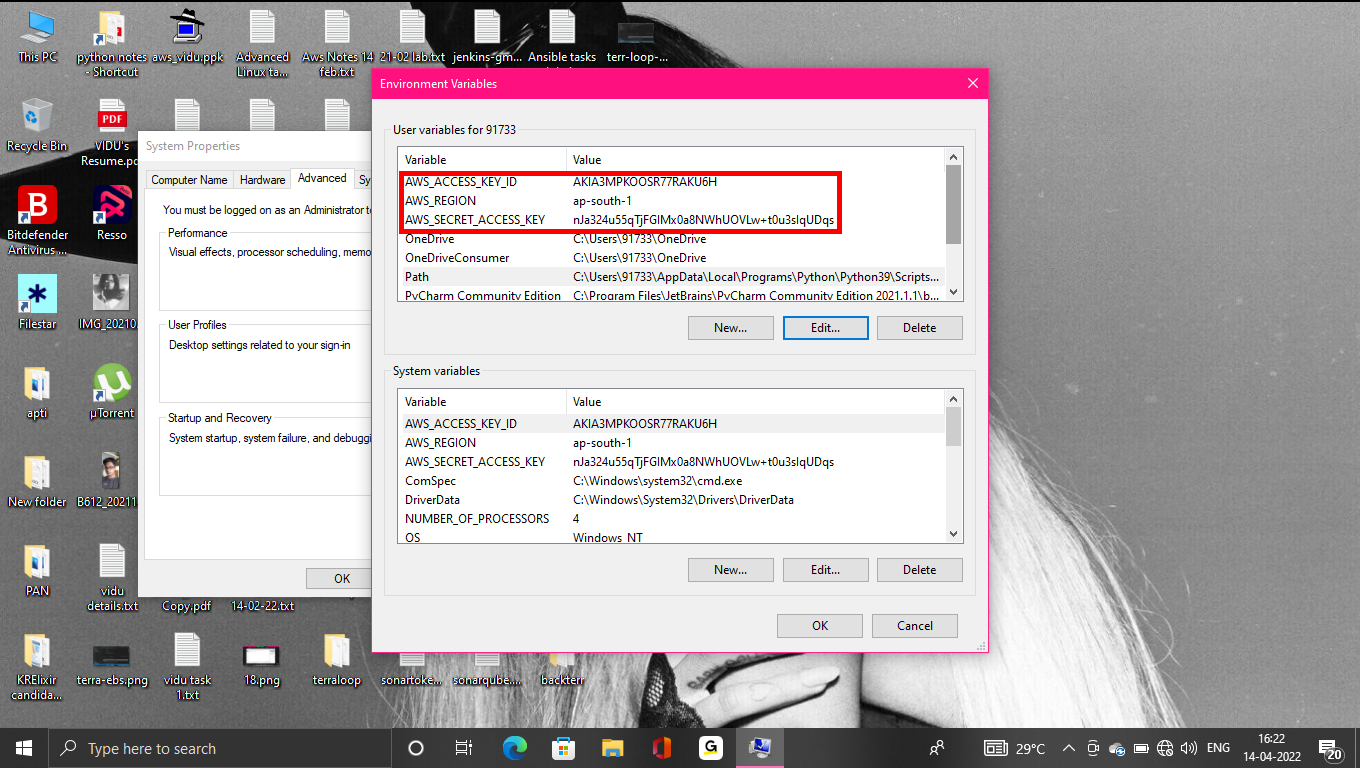 This PC
python notes - Shortcut
aws_vidu.ppk
Advanced Linux ta...
Aws Notes 14 feb.txt
21-02 lab.txt
jenkins-gm...
Ansible tasks
terr-loop-...
Recycle Bin
VIDU's Resume.pd
Bitdefender Antivirus ...
Resso
Filestar
IMG_20210.
apti
µTorrent
New folder
B612_20211
PAN
vidu details.txt
Copy.pdf
14-02-22.txt
KRElixir candida...
terra-ebs.png
vidu task 1.txt
18.png
terraloop
sonartoke...
sonarqube....
backterr
System Properties
Computer Name
Hardware
Advanced
Sy
You must be logged on as an Administrator t
Performance
Visual effects, processor scheduling, memo
User Profiles
Desktop settings related to your sign-in
Startup and Recovery
System startup, system failure, and debuggi
OK
Environment Variables
User variables for 91733
Variable Value
AWS_ACCESS_KEY_ID AKIA3MPKOOSR77RAKU6H
AWS_REGION ap-south-1
AWS_SECRET_ACCESS_KEY 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
OneDrive C:\Users\91733\OneDrive
OneDriveConsumer C:\Users\91733\OneDrive
Path C:\Users\91733\AppData\Local\Programs\Python\Python39\Scripts...
PyCharm Community Edition C:\Program Files\JetBrains\PyCharm Community Edition 2021.1.1\b...
New... Edit... Delete
System variables
Variable Value
AWS_ACCESS_KEY_ID AKIA3MPKOOSR77RAKU6H
AWS_REGION ap-south-1
AWS_SECRET_ACCESS_KEY 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
ComSpec C:\Windows\system32\cmd.exe
DriverData C:\Windows\System32\Drivers\DriverData
NUMBER_OF_PROCESSORS 4
OS Windows_NT
New... Edit... Delete
OK Cancel
Type here to search
29°C
ENG
16:22
14-04-2022
20